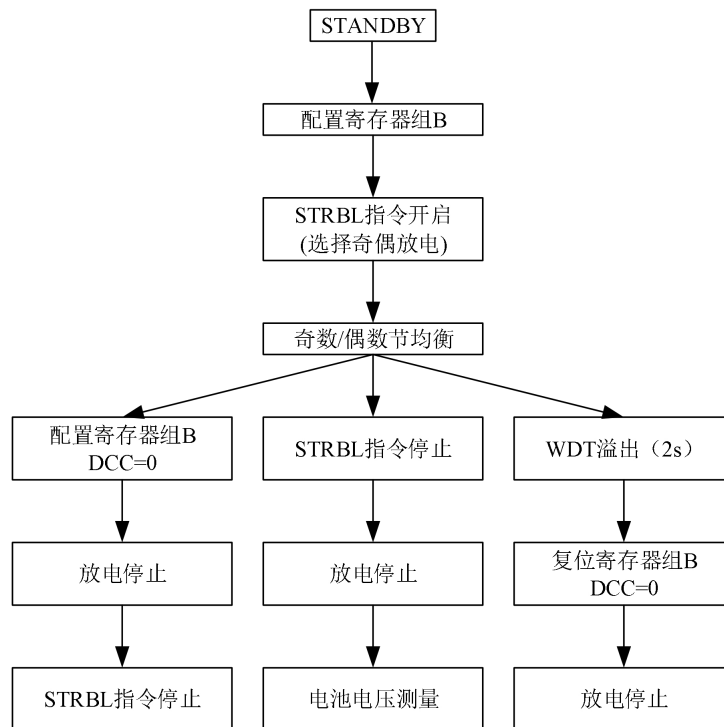 STANDBY
配置寄存器组B
STRBL指令开启
(选择奇偶放电)
奇数/偶数节均衡
配置寄存器组B
DCC=0
STRBL指令停止
WDT溢出（2s）
放电停止
放电停止
复位寄存器组B
DCC=0
STRBL指令停止
电池电压测量
放电停止